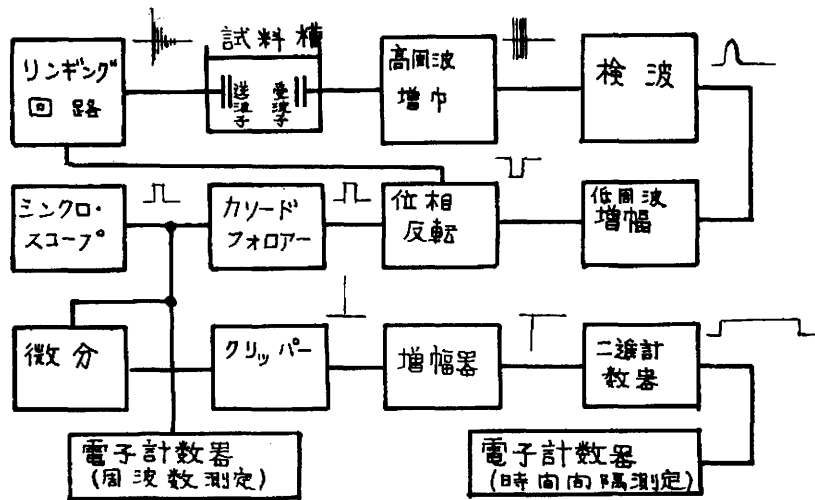 リンギング
回路
試料槽
送波子
受波子
高周波
増巾
検波
シンクロ・
スコープ
カソード
フォロアー
位相
反転
低周波
増幅
微分
クリッパー
増幅器
二進計
数器
電子計数器
(周波数測定)
電子計数器
(時間間隔測定)